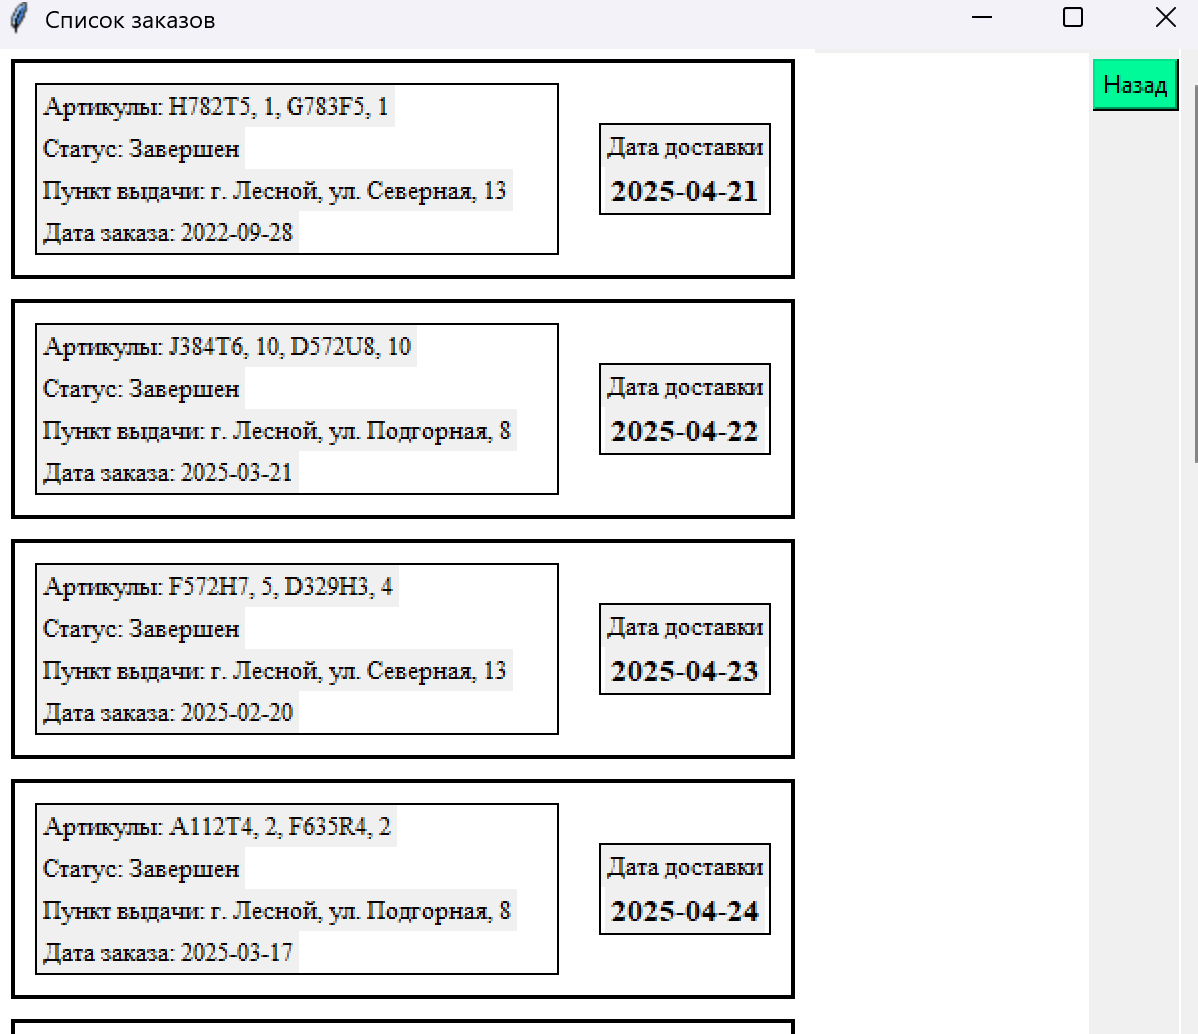 Список заказов
Назад
Артикулы: H782T5, 1, G783F5, 1
Статус: Завершен
Пункт выдачи: г. Лесной, ул. Северная, 13
Дата заказа: 2022-09-28
Дата доставки
2025-04-21
Артикулы: J384T6, 10, D572U8, 10
Статус: Завершен
Пункт выдачи: г. Лесной, ул. Подгорная, 8
Дата заказа: 2025-03-21
Дата доставки
2025-04-22
Артикулы: F572H7, 5, D329H3, 4
Статус: Завершен
Пункт выдачи: г. Лесной, ул. Северная, 13
Дата заказа: 2025-02-20
Дата доставки
2025-04-23
Артикулы: A112T4, 2, F635R4, 2
Статус: Завершен
Пункт выдачи: г. Лесной, ул. Подгорная, 8
Дата заказа: 2025-03-17
Дата доставки
2025-04-24